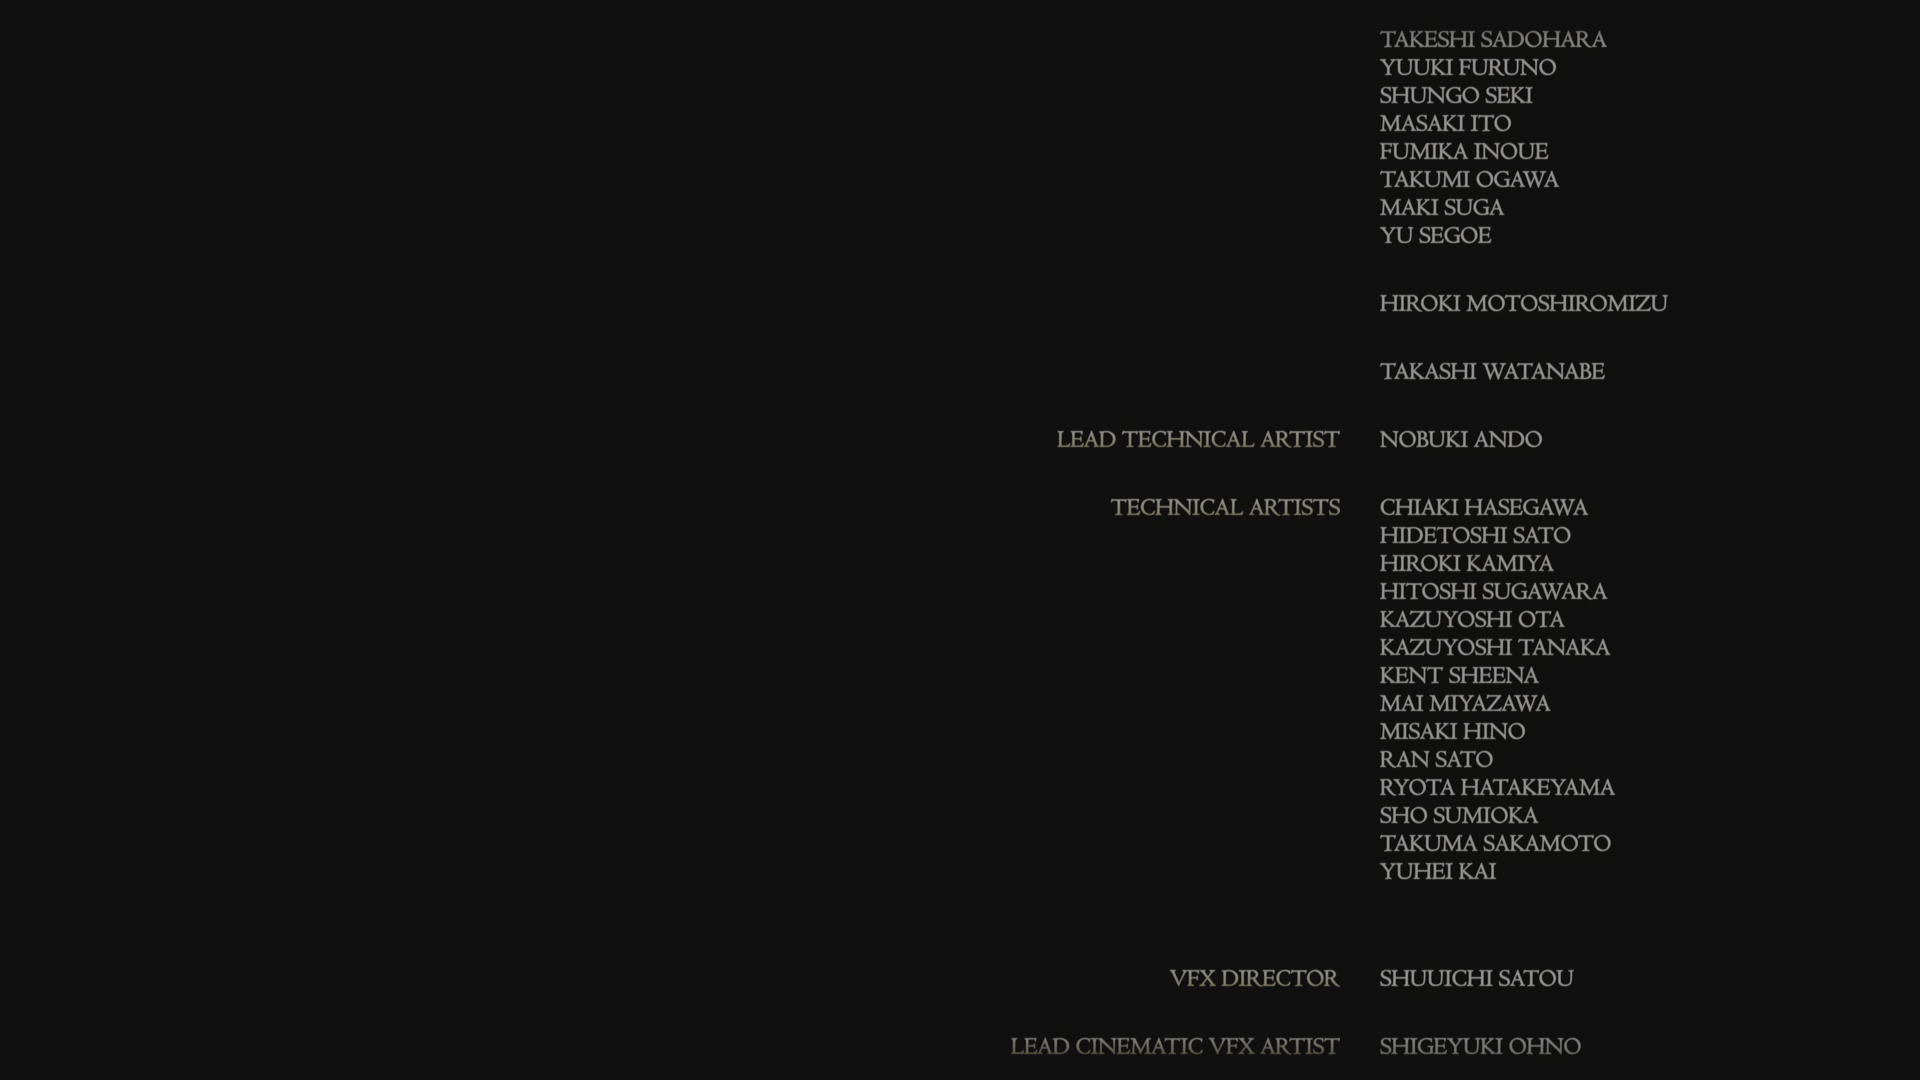 TAKESHI SADOHARA
YUUKI FURUNO
SHUNGO SEKI
MASAKI ITO
FUMIKA INOUE
TAKUMI OGAWA
MAKI SUGA
YU SEGOE
HIROKI MOTOSHIROMIZU
TAKASHI WATANABE
LEAD TECHNICAL ARTIST NOBUKI ANDO
TECHNICAL ARTISTS CHIAKI HASEGAWA
HIDETOSHI SATO
HIROKI KAMIYA
HITOSHI SUGAWARA
KAZUYOSHI OTA
KAZUYOSHI TANAKA
KENT SHEENA
MAI MIYAZAWA
MISAKI HINO
RAN SATO
RYOTA HATAKEYAMA
SHO SUMIOKA
TAKUMA SAKAMOTO
YUHEI KAI
VFX DIRECTOR SHUUICHI SATOU
LEAD CINEMATIC VFX ARTIST SHIGEYUKI OHNO